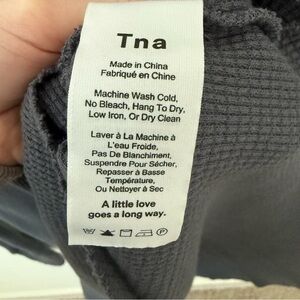 Tna
Made in China
Fabriqué en Chine
Machine Wash Cold,
No Bleach, Hang To Dry,
Low Iron, Or Dry Clean
Laver à La Machine à
L'eau Froide,
Pas De Blanchiment,
Suspendre Pour Sécher,
Repasser à Basse
Température,
Ou Nettoyer à Sec
A little love
goes a long way.